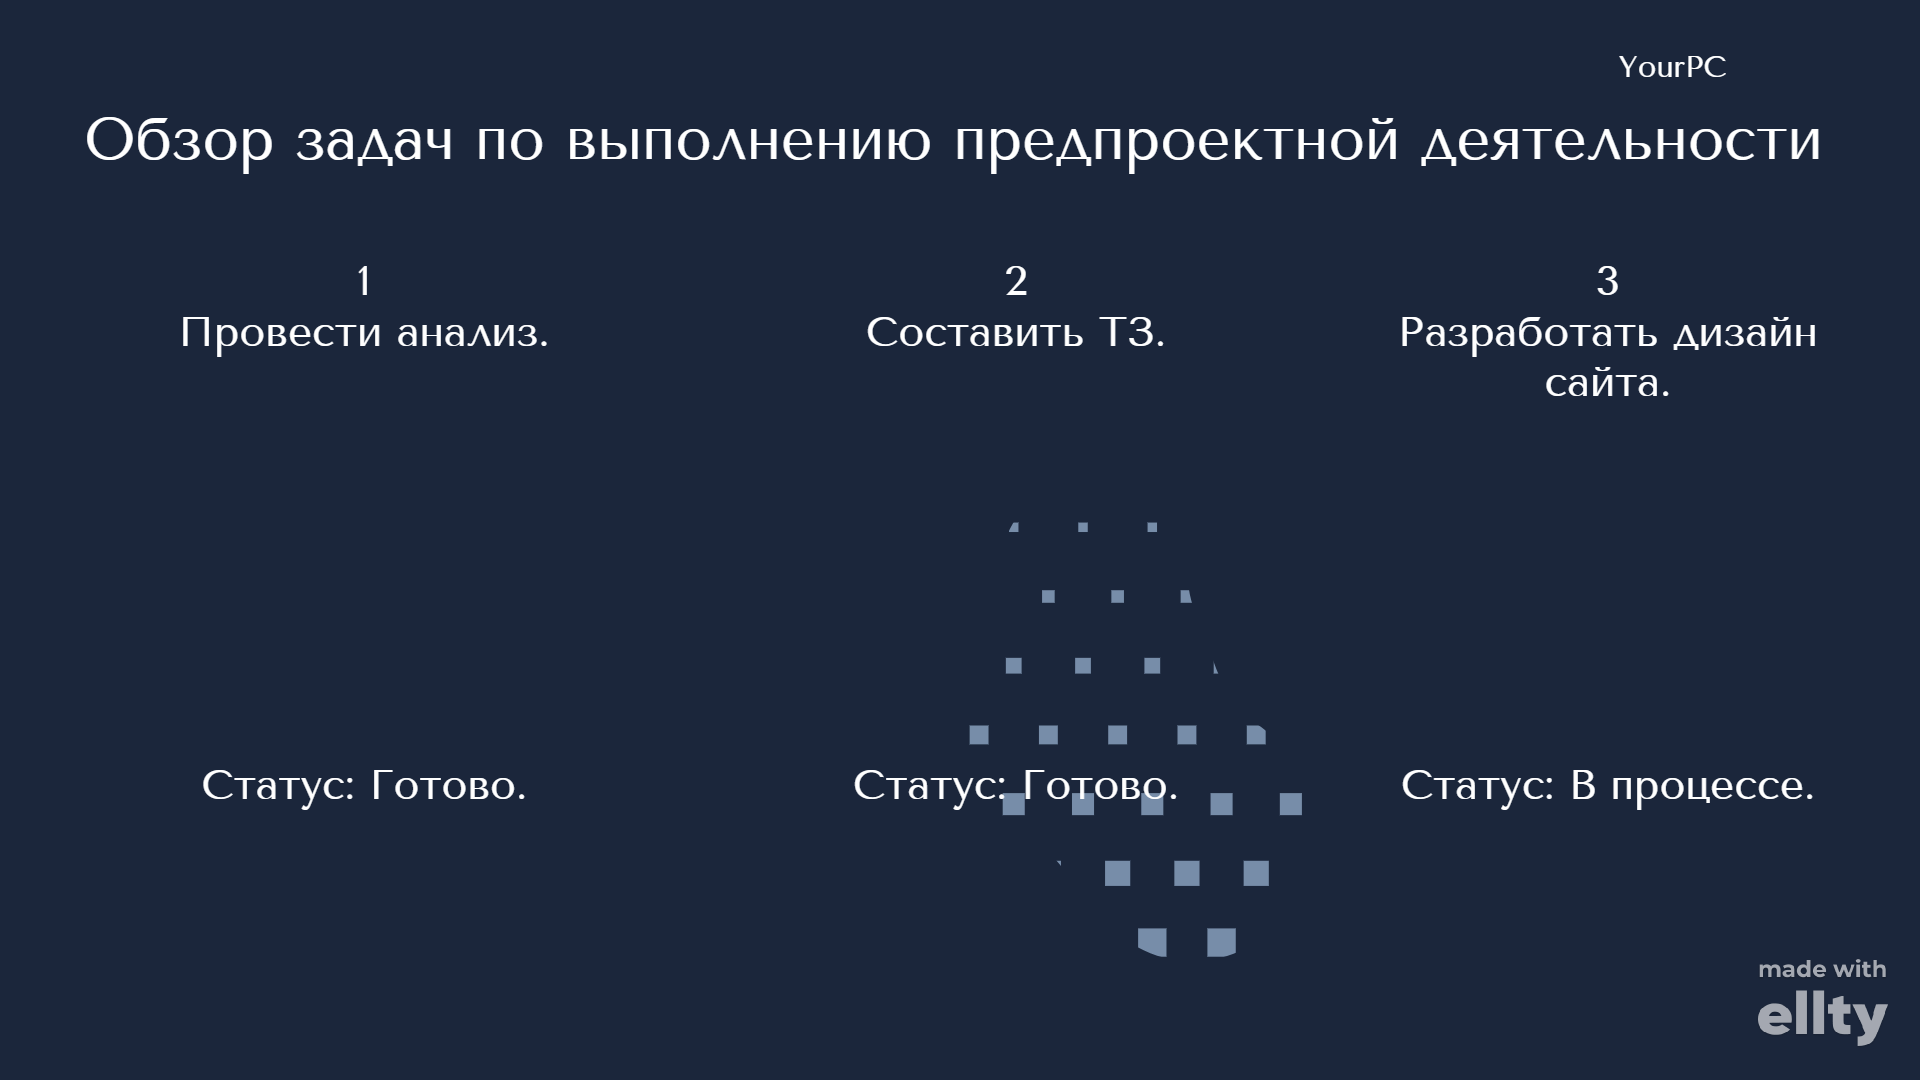 YourPC
Обзор задач по выполнению предпроектной деятельности
1
Провести анализ.
2
Составить ТЗ.
3
Разработать дизайн
сайта.
Статус: Готово.
Статус: Готово.
Статус: В процессе.
made with
ellty